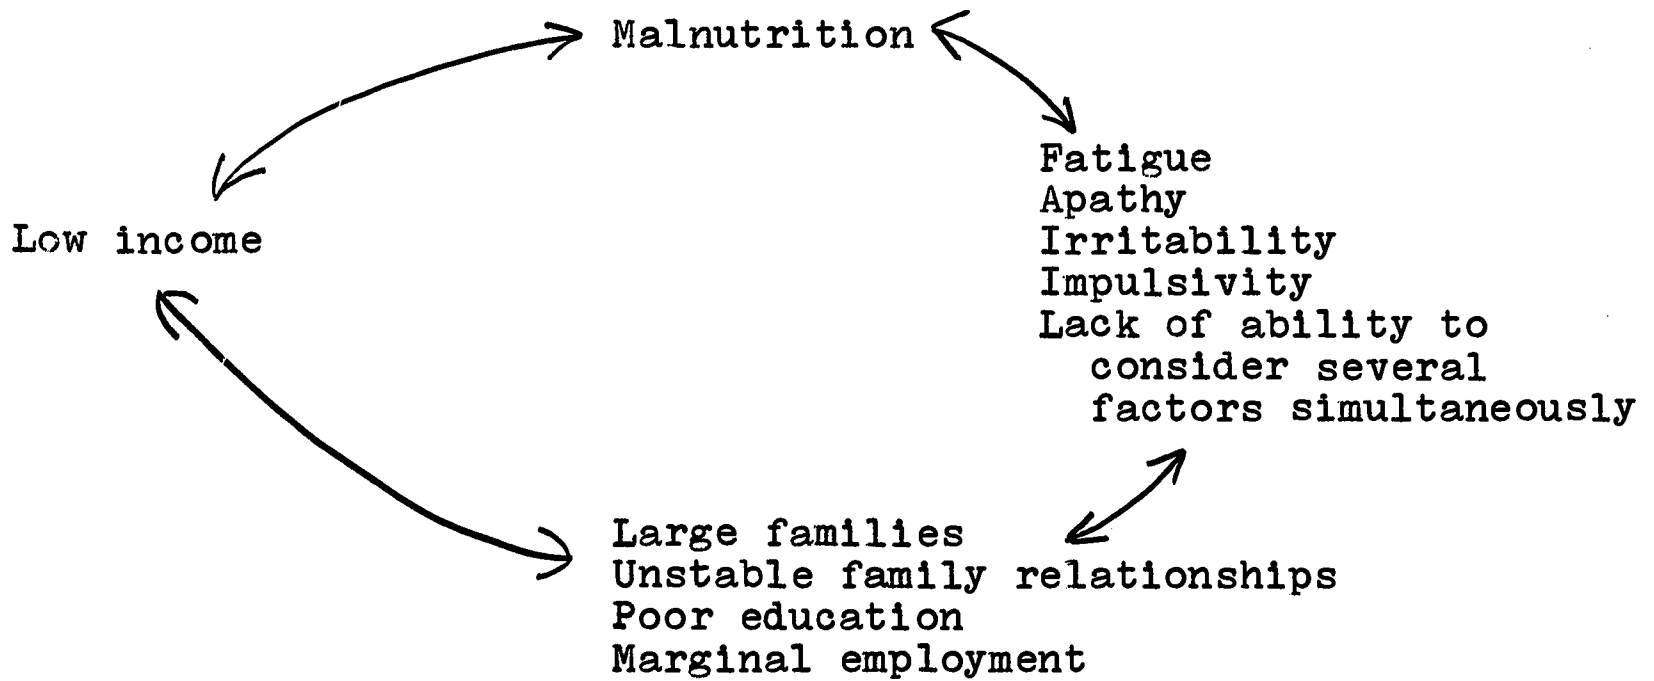 Malnutrition
Fatigue
Apathy
Irritability
Impulsivity
Lack of ability to
consider several
factors simultaneously
Low income
Large families
Unstable family relationships
Poor education
Marginal employment